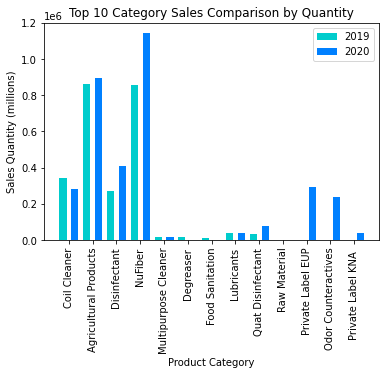 Top 10 Category Sales Comparison by Quantity
1e6
1.2
1.0
0.8
0.6
0.4
0.2
0.0
Sales Quantity (millions)
2019
2020
Coil Cleaner
Agricultural Products
Disinfectant
NuFiber
Multipurpose Cleaner
Degreaser
Food Sanitation
Lubricants
Quat Disinfectant
Raw Material
Private Label EUP
Odor Counteractives
Private Label KNA
Product Category